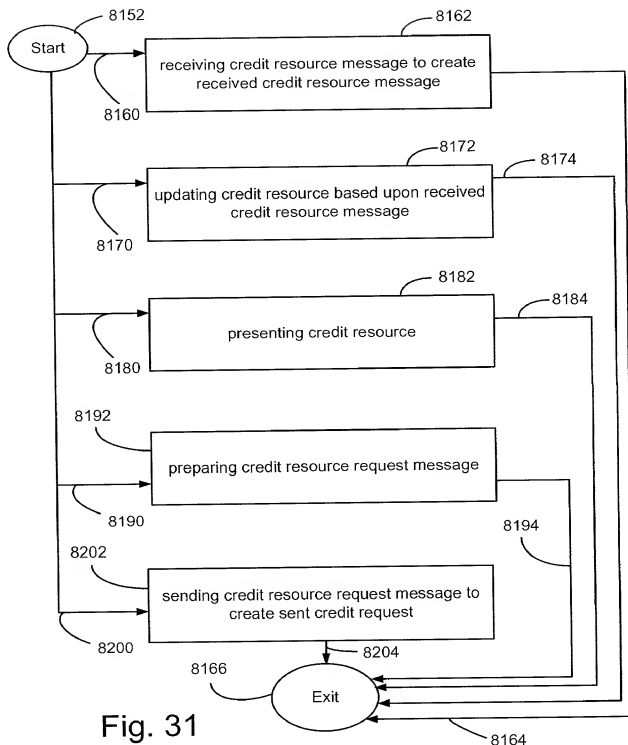 8152
Start
8162
receiving credit resource message to create
received credit resource message
8160
8172
8174
updating credit resource based upon received
credit resource message
8170
8182
8184
presenting credit resource
8180
8192
preparing credit resource request message
8190
8194
8202
sending credit resource request message to
create sent credit request
8200
8204
8166
Exit
Fig. 31
8164